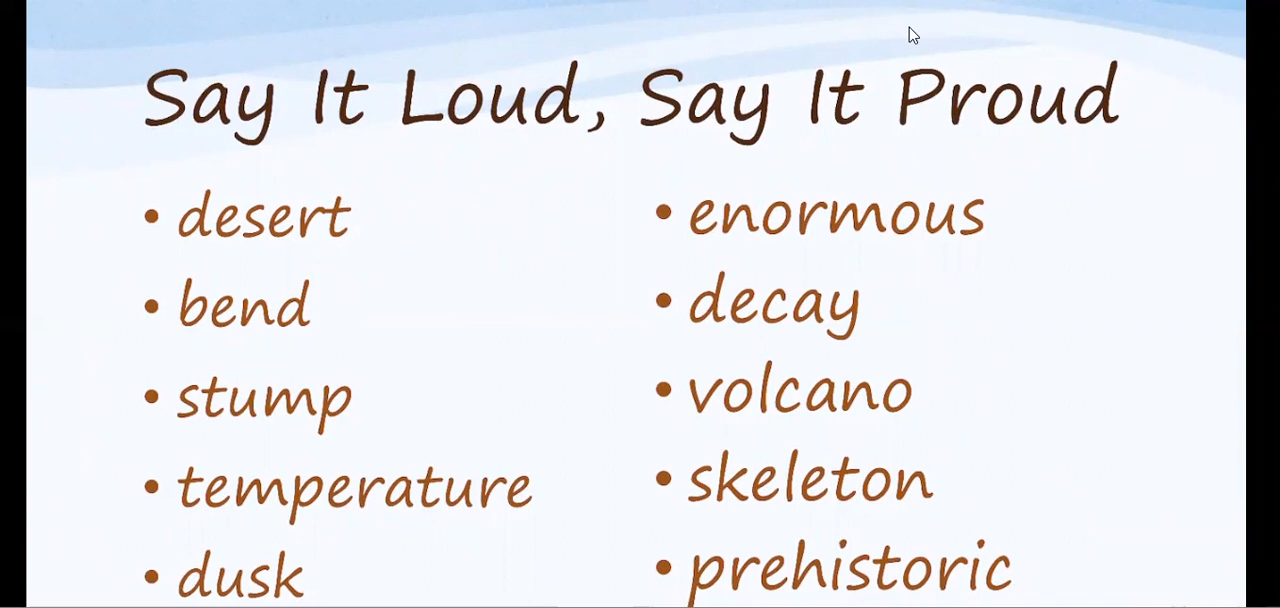 Say It Loud, Say It Proud
• desert
• bend
• stump
• temperature
• dusk
• enormous
• decay
• volcano
• skeleton
• prehistoric